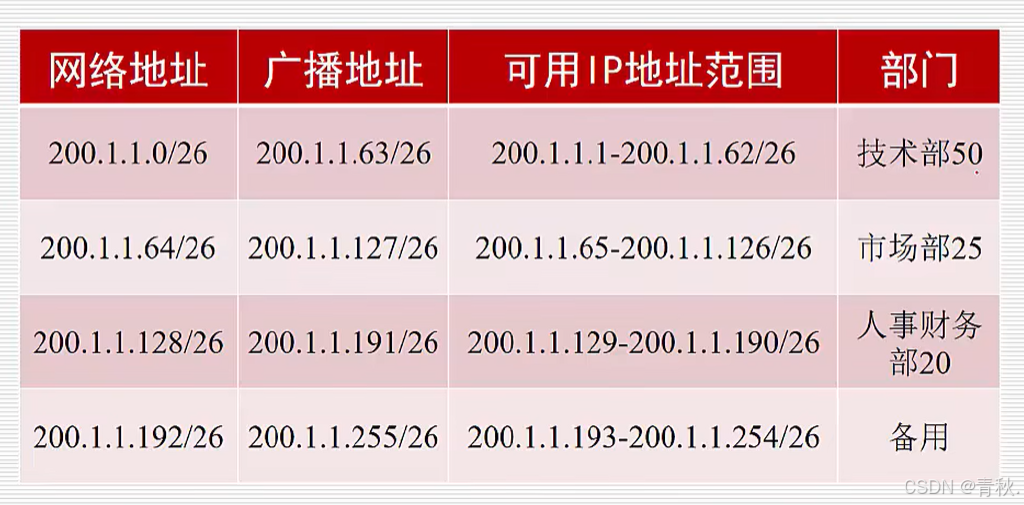 网络地址 广播地址 可用IP地址范围 部门
200.1.1.0/26 200.1.1.63/26 200.1.1.1-200.1.1.62/26 技术部50
200.1.1.64/26 200.1.1.127/26 200.1.1.65-200.1.1.126/26 市场部25
200.1.1.128/26 200.1.1.191/26 200.1.1.129-200.1.1.190/26 人事财务
部20
200.1.1.192/26 200.1.1.255/26 200.1.1.193-200.1.1.254/26 备用
CSDN @青秋.